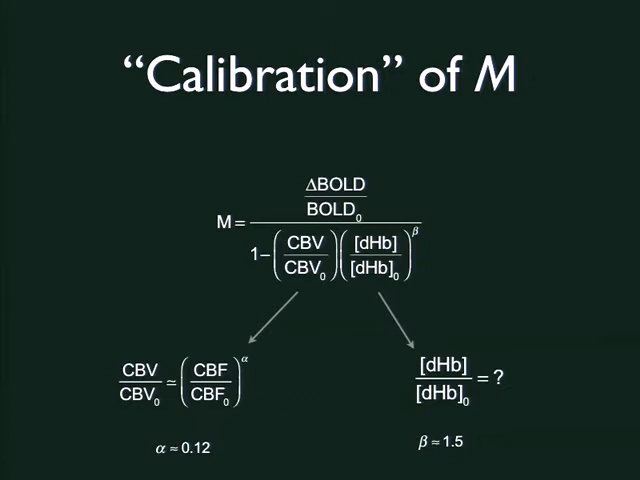 “Calibration” of M
ΔBOLD
BOLD₀
M =
1−(CBV/CBV₀)([dHb]/[dHb]₀)^β
CBV/CBV₀ ≃ (CBF/CBF₀)^α
[dHb]/[dHb]₀ = ?
α ≈ 0.12
β ≈ 1.5